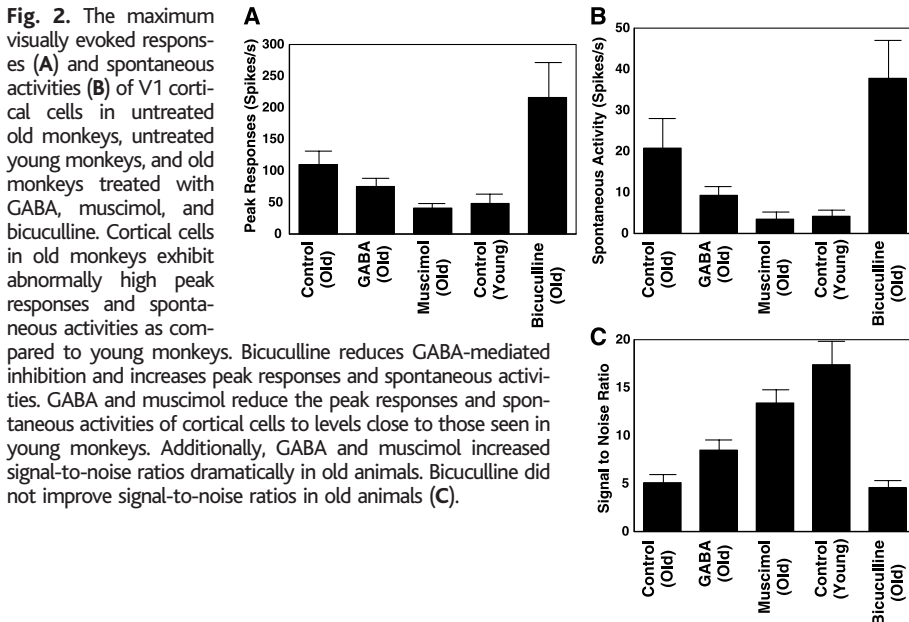 Fig. 2. The maximum
visually evoked respons-
es (A) and spontaneous
activities (B) of V1 corti-
cal cells in untreated
old monkeys, untreated
young monkeys, and old
monkeys treated with
GABA, muscimol, and
bicuculline. Cortical cells
in old monkeys exhibit
abnormally high peak
responses and sponta-
neous activities as com-
pared to young monkeys. Bicuculline reduces GABA-mediated
inhibition and increases peak responses and spontaneous activi-
ties. GABA and muscimol reduce the peak responses and spon-
taneous activities of cortical cells to levels close to those seen in
young monkeys. Additionally, GABA and muscimol increased
signal-to-noise ratios dramatically in old animals. Bicuculline did
not improve signal-to-noise ratios in old animals (C).
A
Peak Responses (Spikes/s)
300
250
200
150
100
50
0
Control
(Old)
GABA
(Old)
Muscimol
(Old)
Control
(Young)
Bicuculline
(Old)
B
Spontaneous Activity (Spikes/s)
50
40
30
20
10
0
Control
(Old)
GABA
(Old)
Muscimol
(Old)
Control
(Young)
Bicuculline
(Old)
C
Signal to Noise Ratio
20
15
10
5
0
Control
(Old)
GABA
(Old)
Muscimol
(Old)
Control
(Young)
Bicuculline
(Old)